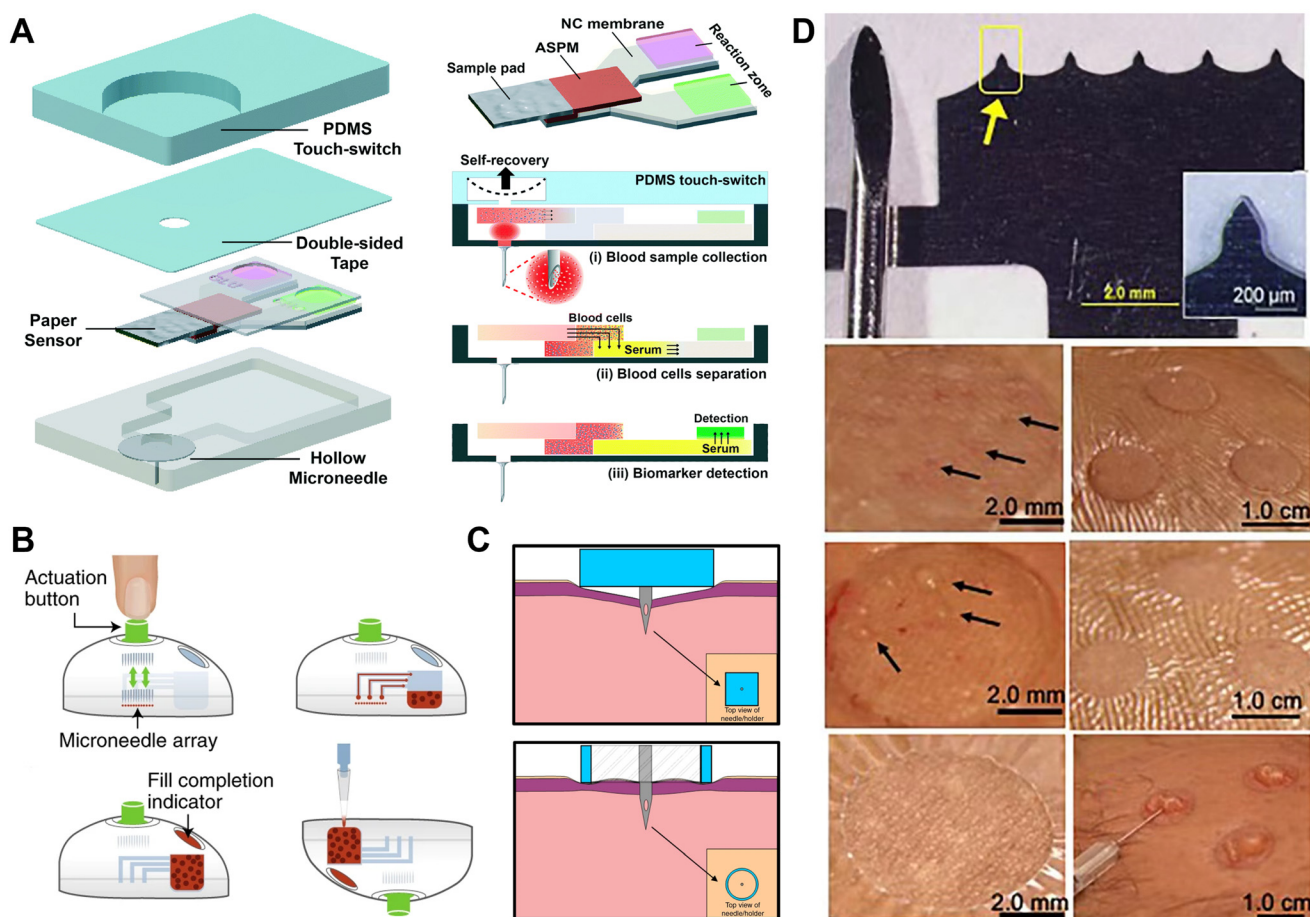 A
PDMS
Touch-switch
Double-sided
Tape
Paper
Sensor
Hollow
Microneedle
NC membrane
ASPM
Sample pad
Reaction
zone
Self-recovery
PDMS touch-switch
(i) Blood sample collection
Blood cells
Serum
(ii) Blood cells separation
Detection
Serum
(iii) Biomarker detection
B
Actuation
button
Microneedle array
Fill completion
indicator
C
Top view of
needle/holder
Top view of
needle/holder
D
2.0 mm
200 µm
2.0 mm
1.0 cm
2.0 mm
1.0 cm
2.0 mm
1.0 cm